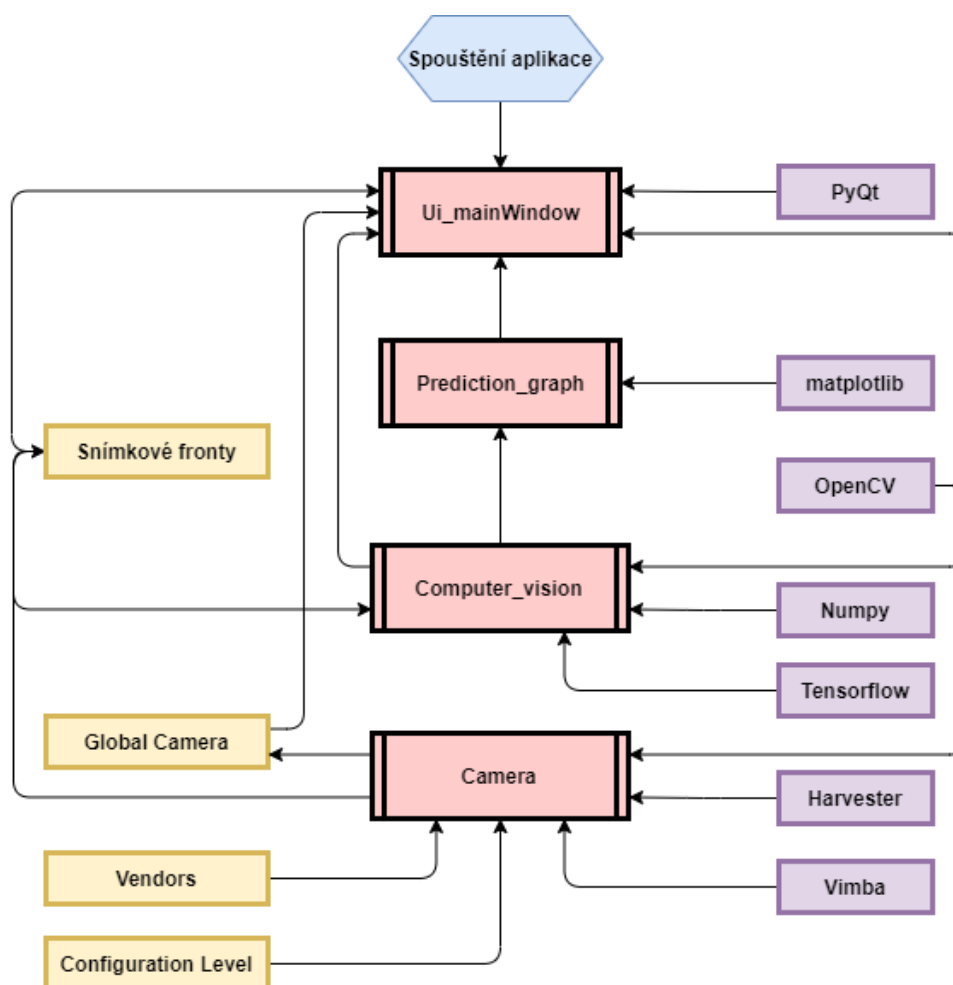 Spouštění aplikace
Ui_mainWindow
PyQt
Prediction_graph
matplotlib
Snímkové fronty
OpenCV
Computer_vision
Numpy
Tensorflow
Global Camera
Camera
Harvester
Vendors
Vimba
Configuration Level